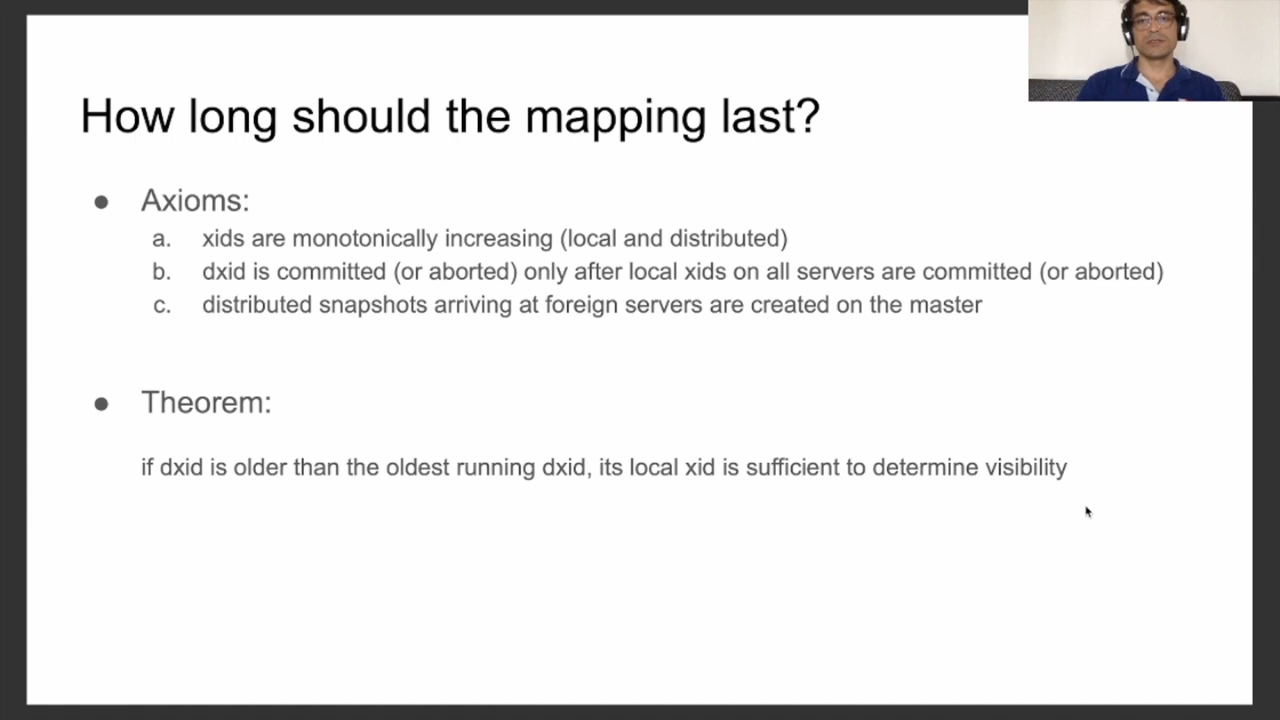 How long should the mapping last?
● Axioms:
a. xids are monotonically increasing (local and distributed)
b. dxid is committed (or aborted) only after local xids on all servers are committed (or aborted)
c. distributed snapshots arriving at foreign servers are created on the master
● Theorem:
if dxid is older than the oldest running dxid, its local xid is sufficient to determine visibility